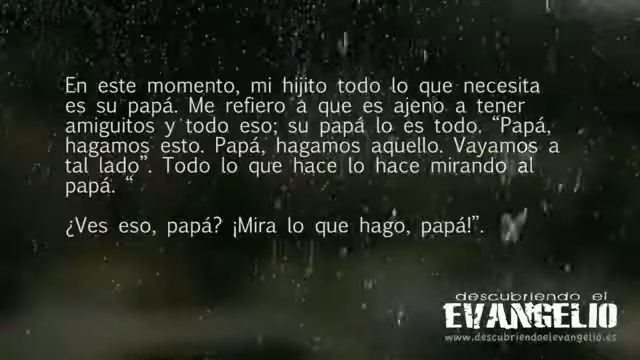 En este momento, mi hijito todo lo que necesita
es su papá. Me refiero a que es ajeno a tener
amiguitos y todo eso; su papá lo es todo. “Papá,
hagamos esto. Papá, hagamos aquello. Vayamos a
tal lado”. Todo lo que hace lo hace mirando al
papá. “
¿Ves eso, papá? ¡Mira lo que hago, papá!”.
descubriendo el
EVANGELIO
www.descubriendoelevangelio.es